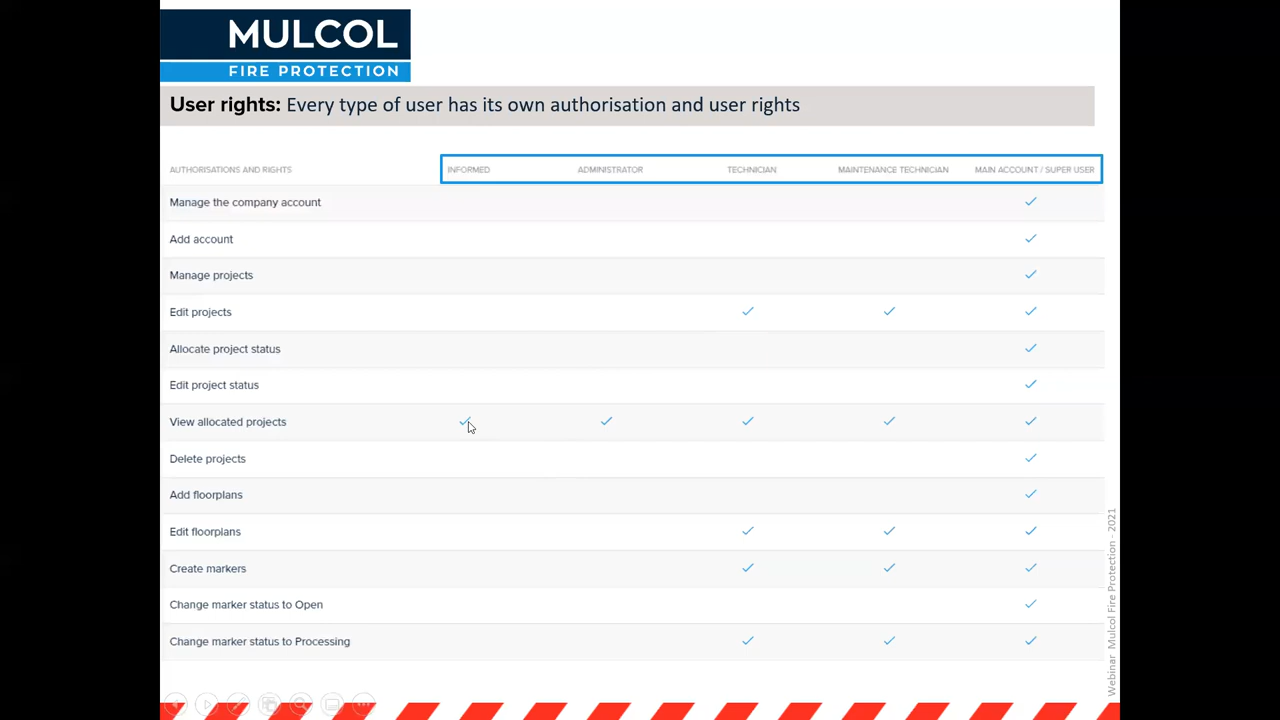 MULCOL
FIRE PROTECTION
User rights: Every type of user has its own authorisation and user rights
AUTHORISATIONS AND RIGHTS INFORMED ADMINISTRATOR TECHNICIAN MAINTENANCE TECHNICIAN MAIN ACCOUNT / SUPER USER
Manage the company account
Add account
Manage projects
Edit projects
Allocate project status
Edit project status
View allocated projects
Delete projects
Add floorplans
Edit floorplans
Create markers
Change marker status to Open
Change marker status to Processing
Webinar Mulcol Fire Protection - 2021